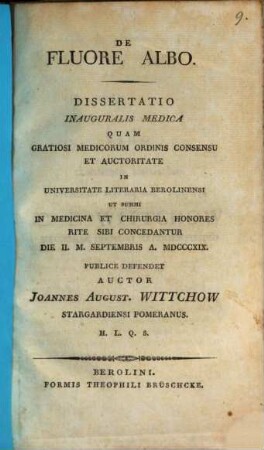 9.
DE
FLUORE ALBO.
DISSERTATIO
INAUGURALIS MEDICA
QUAM
GRATIOSI MEDICORUM ORDINIS CONSENSU
ET AUCTORITATE
IN
UNIVERSITATE LITERARIA BEROLINENSI
UT SUMMI
IN MEDICINA ET CHIRURGIA HONORES
RITE SIBI CONCEDANTUR
DIE II. M. SEPTEMBRIS A. MDCCCXIX.
PUBLICE DEFENDET
AUCTOR
JOANNES AUGUST. WITTCHOW
STARGARDIENSI POMERANUS.
H. L. Q. S.
BEROLINI.
FORMIS THEOPHILI BRÜSCHCKE.